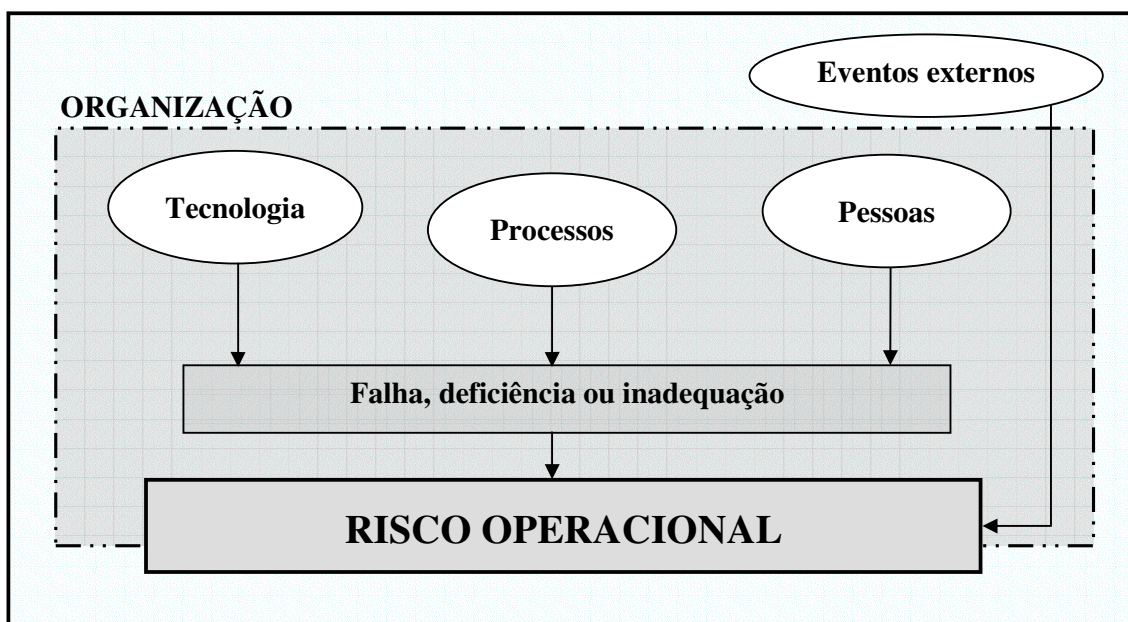 Eventos externos
ORGANIZAÇÃO
Tecnologia
Processos
Pessoas
Falha, deficiência ou inadequação
RISCO OPERACIONAL